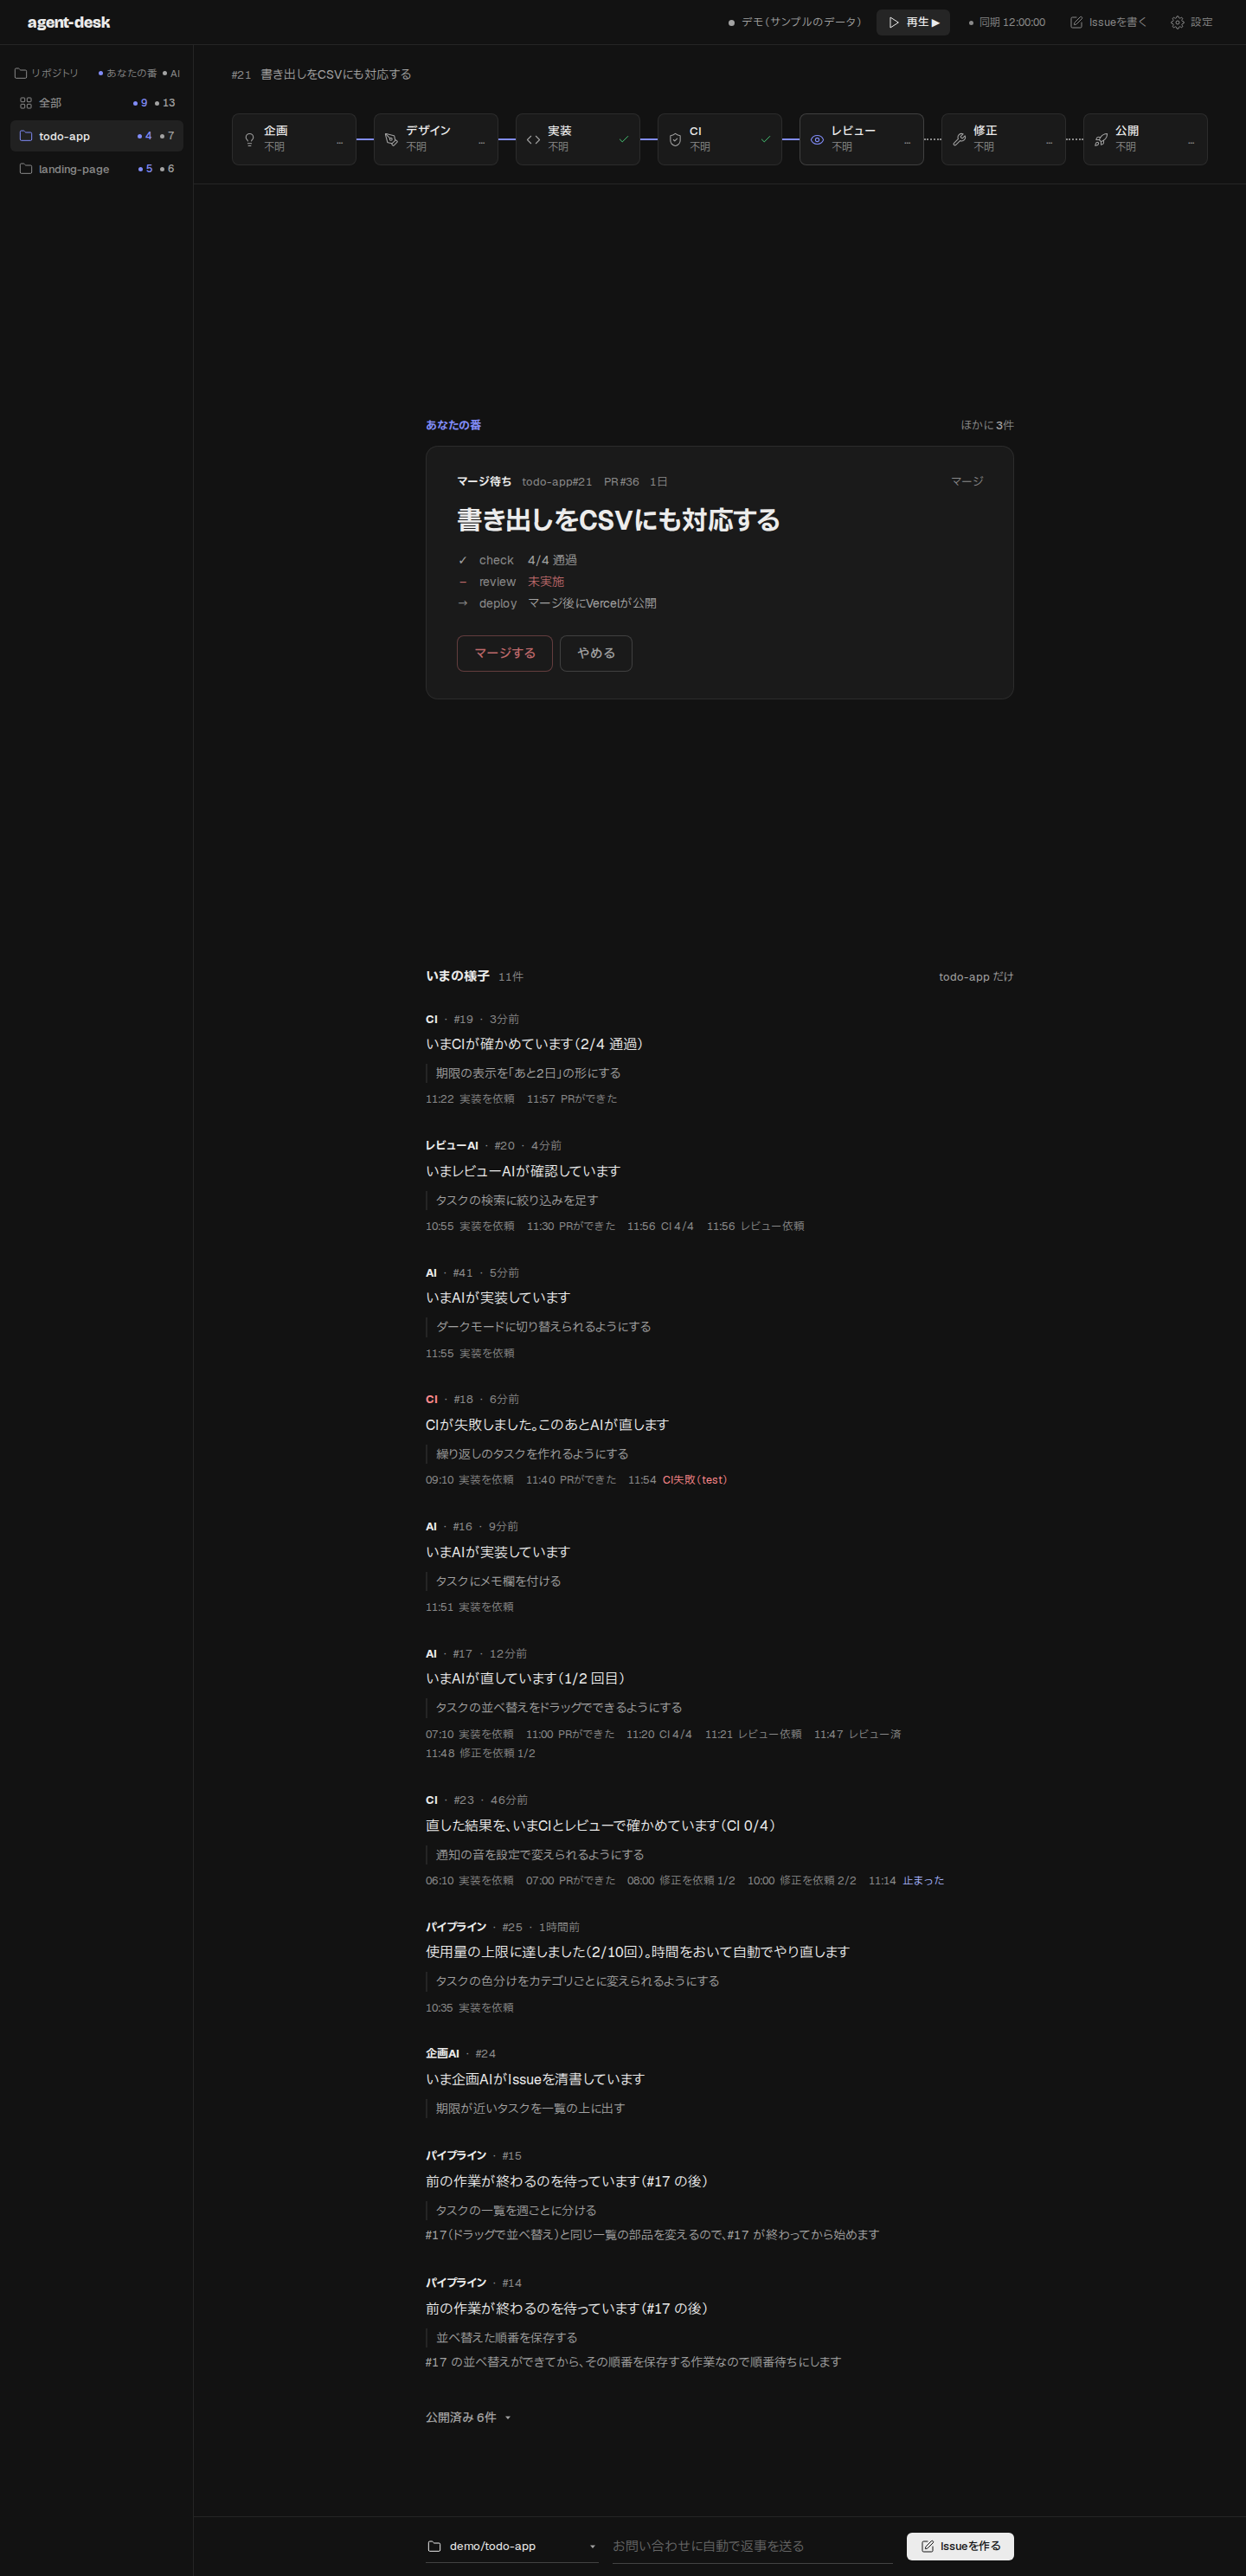 agent-desk
デモ(サンプルのデータ) 再生▶ 同期 12:00:00 Issueを書く 設定
リポジトリ あなたの番 AI
全部 9 13
todo-app 4 7
landing-page 5 6
#21 書き出しをCSVにも対応する
企画 デザイン 実装 CI レビュー 修正 公開
不明 … 不明 … 不明 ✓ 不明 ✓ 不明 … 不明 … 不明 …
あなたの番 ほかに3件
マージ待ち todo-app#21 PR#36 1日 マージ
書き出しをCSVにも対応する
✓ check 4/4 通過
– review 未実施
→ deploy マージ後にVercelが公開
マージする やめる
いまの様子 11件 todo-app だけ
CI · #19 · 3分前
いまCIが確かめています(2/4 通過)
期限の表示を「あと2日」の形にする
11:22 実装を依頼 11:57 PRができた
レビューAI · #20 · 4分前
いまレビューAIが確認しています
タスクの検索に絞り込みを足す
10:55 実装を依頼 11:30 PRができた 11:56 CI 4/4 11:56 レビュー依頼
AI · #41 · 5分前
いまAIが実装しています
ダークモードに切り替えられるようにする
11:55 実装を依頼
CI · #18 · 6分前
CIが失敗しました。このあとAIが直します
繰り返しのタスクを作れるようにする
09:10 実装を依頼 11:40 PRができた 11:54 CI失敗(test)
AI · #16 · 9分前
いまAIが実装しています
タスクにメモ欄を付ける
11:51 実装を依頼
AI · #17 · 12分前
いまAIが直しています(1/2 回目)
タスクの並べ替えをドラッグでできるようにする
07:10 実装を依頼 11:00 PRができた 11:20 CI 4/4 11:21 レビュー依頼 11:47 レビュー済
11:48 修正を依頼 1/2
CI · #23 · 46分前
直した結果を、いまCIとレビューで確かめています(CI 0/4)
通知の音を設定で変えられるようにする
06:10 実装を依頼 07:00 PRができた 08:00 修正を依頼 1/2 10:00 修正を依頼 2/2 11:14 止まった
パイプライン · #25 · 1時間前
使用量の上限に達しました(2/10回)。時間をおいて自動でやり直します
タスクの色分けをカテゴリごとに変えられるようにする
10:35 実装を依頼
企画AI · #24
いま企画AIがIssueを清書しています
期限が近いタスクを一覧の上に出す
パイプライン · #15
前の作業が終わるのを待っています(#17 の後)
タスクの一覧を週ごとに分ける
#17(ドラッグで並べ替え)と同じ一覧の部品を変えるので、#17 が終わってから始めます
パイプライン · #14
前の作業が終わるのを待っています(#17 の後)
並べ替えた順番を保存する
#17 の並べ替えができてから、その順番を保存する作業なので順番待ちにします
公開済み 6件
demo/todo-app お問い合わせに自動で返事を送る Issueを作る